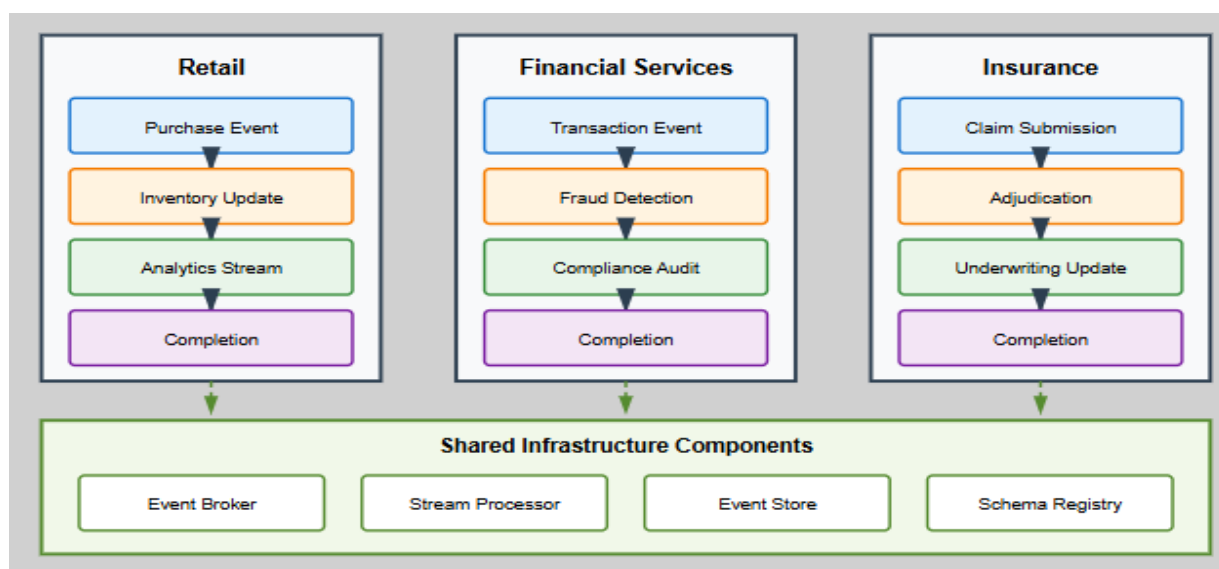 Retail
Purchase Event
Inventory Update
Analytics Stream
Completion
Financial Services
Transaction Event
Fraud Detection
Compliance Audit
Completion
Insurance
Claim Submission
Adjudication
Underwriting Update
Completion
Shared Infrastructure Components
Event Broker
Stream Processor
Event Store
Schema Registry